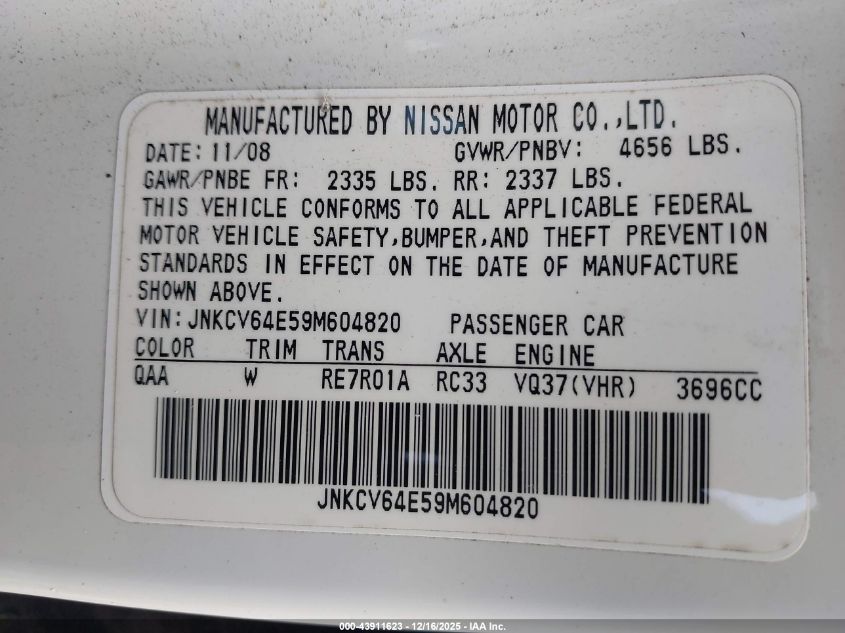 MANUFACTURED BY NISSAN MOTOR CO.,LTD.
DATE: 11/08 GVWR/PNBV: 4656 LBS.
GAWR/PNBE FR: 2335 LBS. RR: 2337 LBS.
THIS VEHICLE CONFORMS TO ALL APPLICABLE FEDERAL
MOTOR VEHICLE SAFETY,BUMPER,AND THEFT PREVENTION
STANDARDS IN EFFECT ON THE DATE OF MANUFACTURE
SHOWN ABOVE.
VIN:JNKCV64E59M604820 PASSENGER CAR
COLOR TRIM TRANS AXLE ENGINE
QAA W RE7R01A RC33 VQ37(VHR) 3696CC
JNKCV64E59M604820
000-43911623 - 12/16/2025 - IAA Inc.